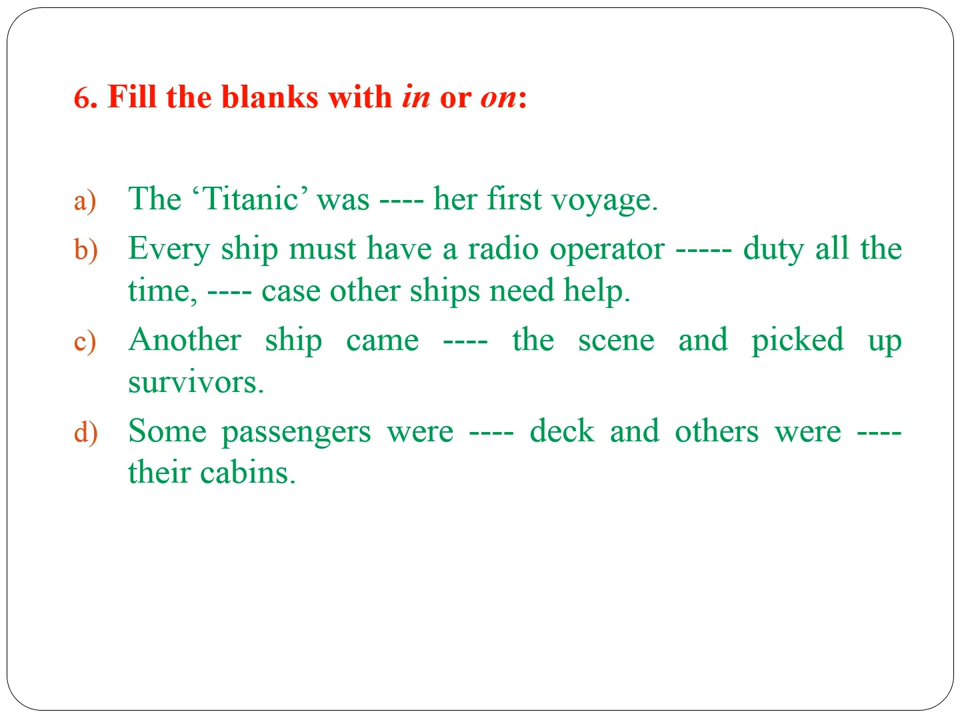 6. Fill the blanks with in or on:
a) The ‘Titanic’ was ---- her first voyage.
b) Every ship must have a radio operator ----- duty all the
time, ---- case other ships need help.
c) Another ship came ---- the scene and picked up
survivors.
d) Some passengers were ---- deck and others were ----
their cabins.